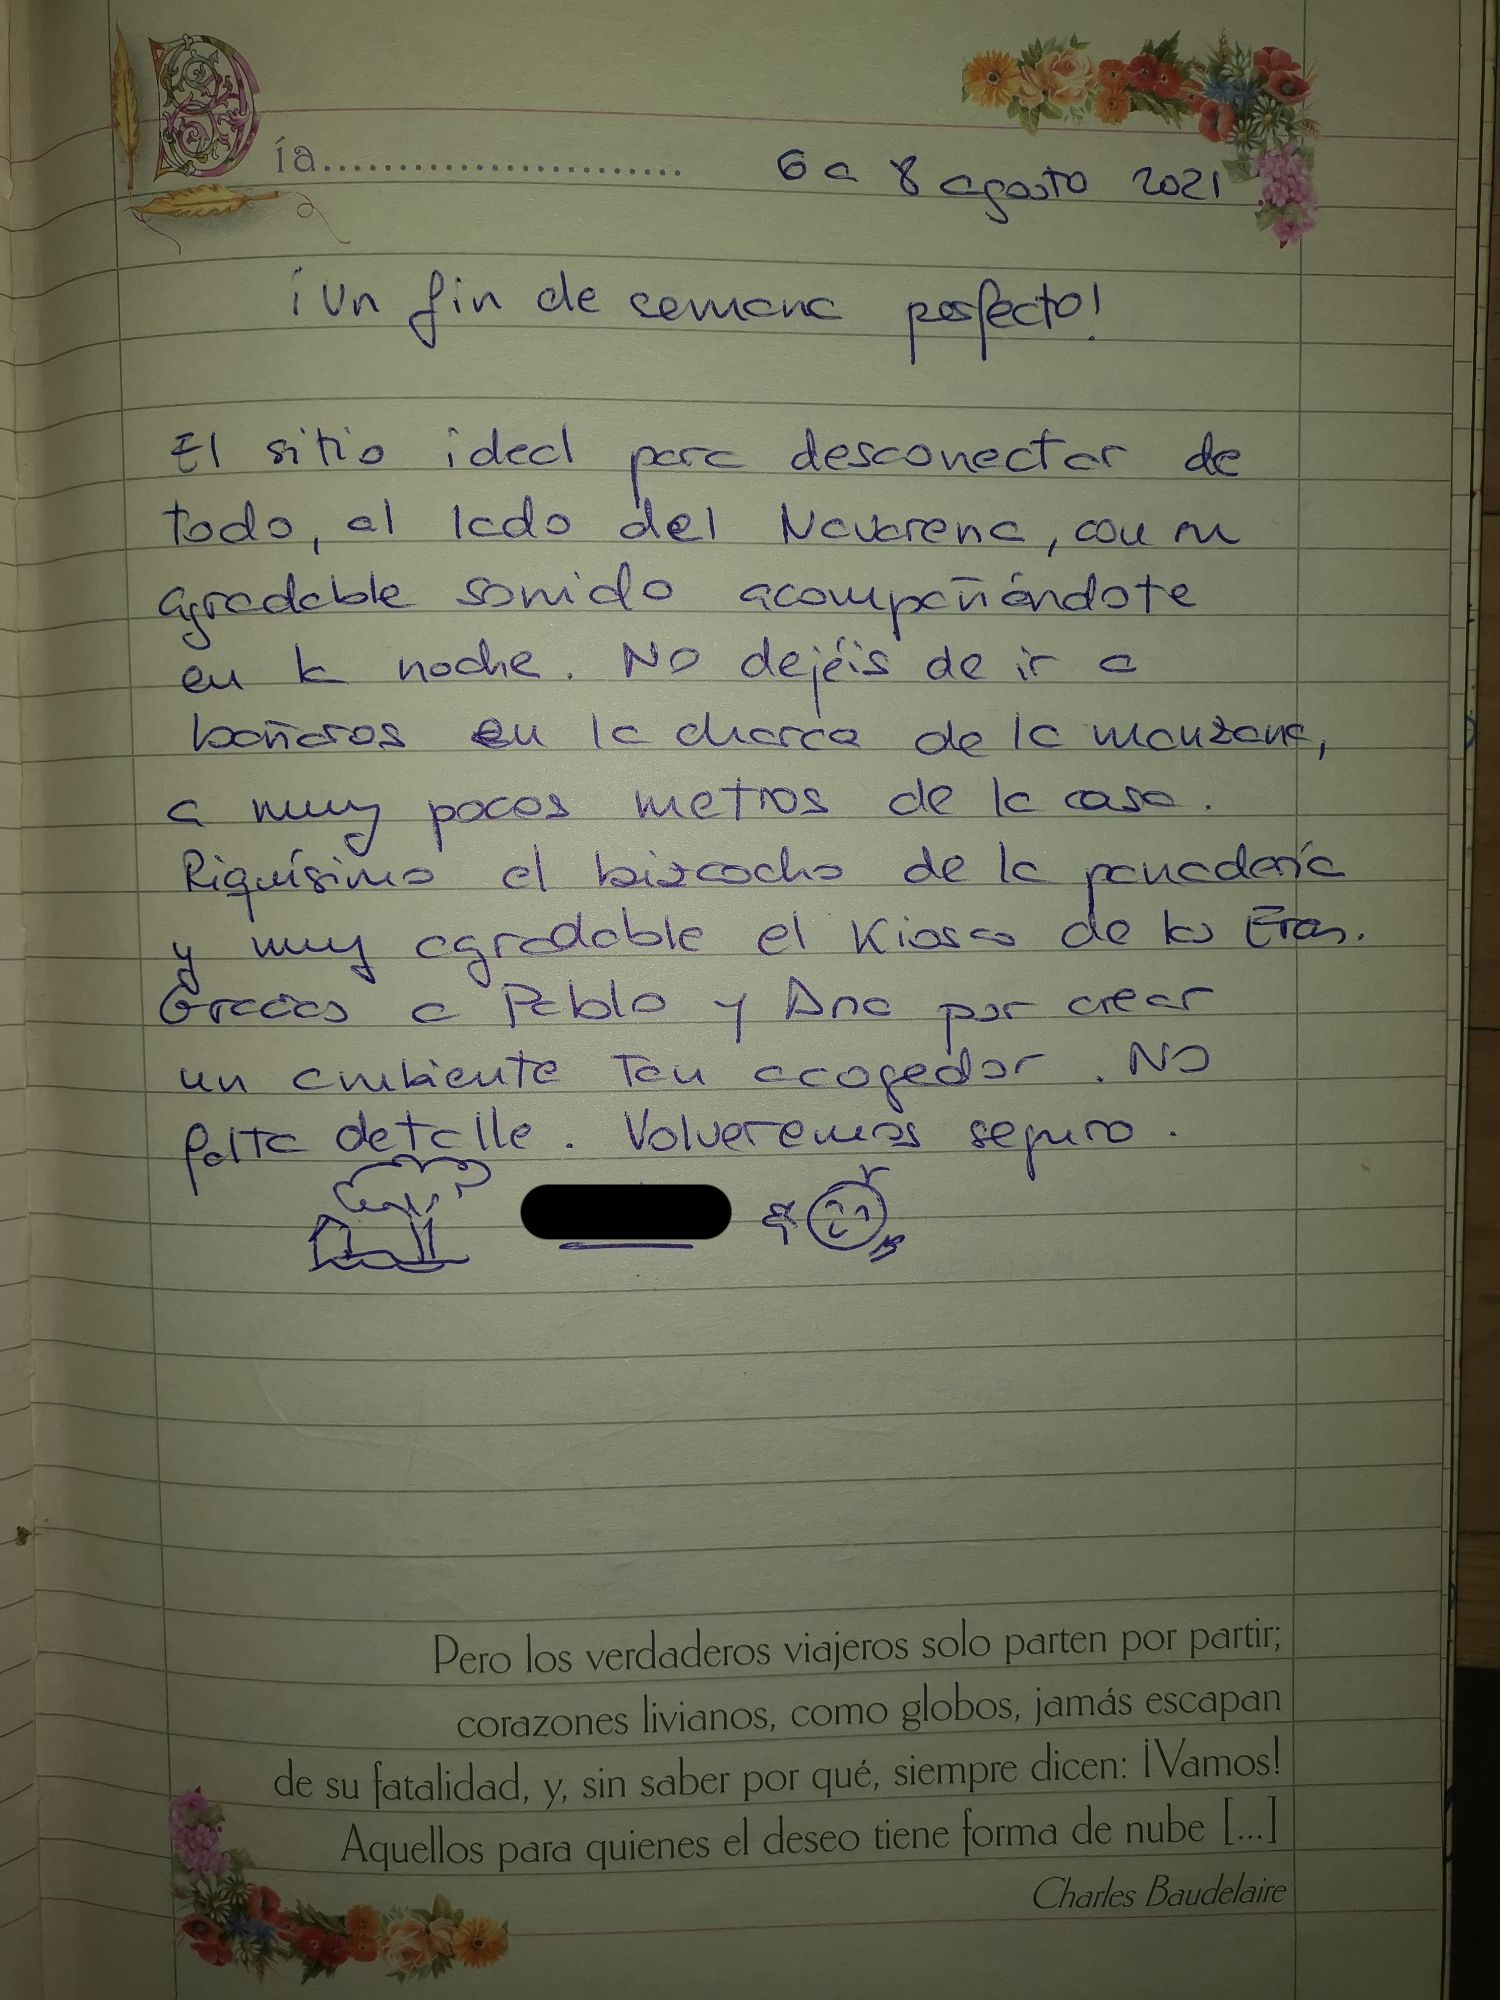 Día........................ 6 a 8 agosto 2021
¡Un fin de semana perfecto!
El sitio ideal para desconectar de
todo, al lado del Navarena, con su
agradable sonido acompañándote
en la noche. No dejéis de ir a
bañaros en la charca de la manzana,
a muy pocos metros de la casa.
Riquísimo el bizcocho de la panadería
y muy agradable el Kiosco de las Eras.
Gracias a Pablo y Ana por crear
un ambiente tan acogedor. No
falta detalle. Volveremos seguro.
Pero los verdaderos viajeros solo parten por partir;
corazones livianos, como globos, jamás escapan
de su fatalidad, y, sin saber por qué, siempre dicen: ¡Vamos!
Aquellos para quienes el deseo tiene forma de nube [...]
Charles Baudelaire